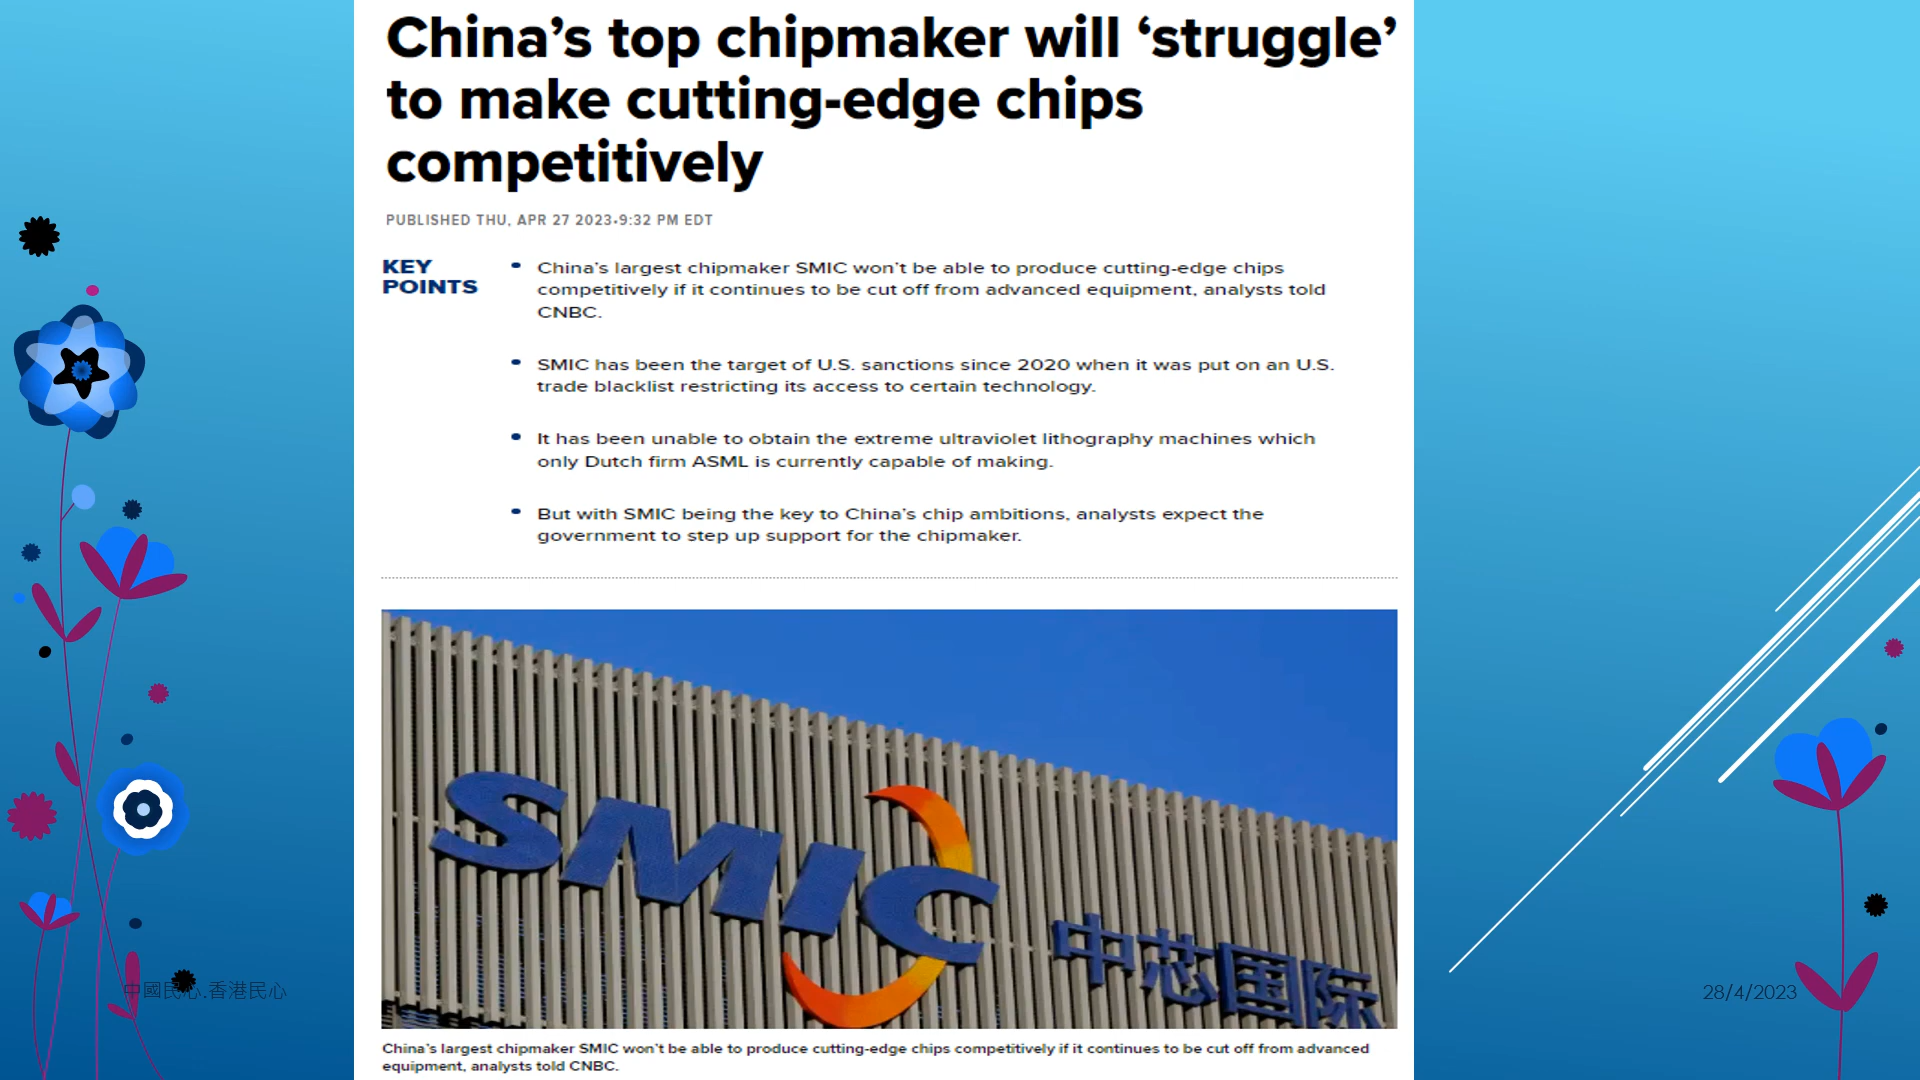 China’s top chipmaker will ‘struggle’
to make cutting-edge chips
competitively
PUBLISHED THU, APR 27 2023•9:32 PM EDT
KEY
POINTS
• China’s largest chipmaker SMIC won’t be able to produce cutting-edge chips
competitively if it continues to be cut off from advanced equipment, analysts told
CNBC.
• SMIC has been the target of U.S. sanctions since 2020 when it was put on an U.S.
trade blacklist restricting its access to certain technology.
• It has been unable to obtain the extreme ultraviolet lithography machines which
only Dutch firm ASML is currently capable of making.
• But with SMIC being the key to China’s chip ambitions, analysts expect the
government to step up support for the chipmaker.
SMIC
中芯国际
China’s largest chipmaker SMIC won’t be able to produce cutting-edge chips competitively if it continues to be cut off from advanced
equipment, analysts told CNBC.
中國民心.香港民心
28/4/2023